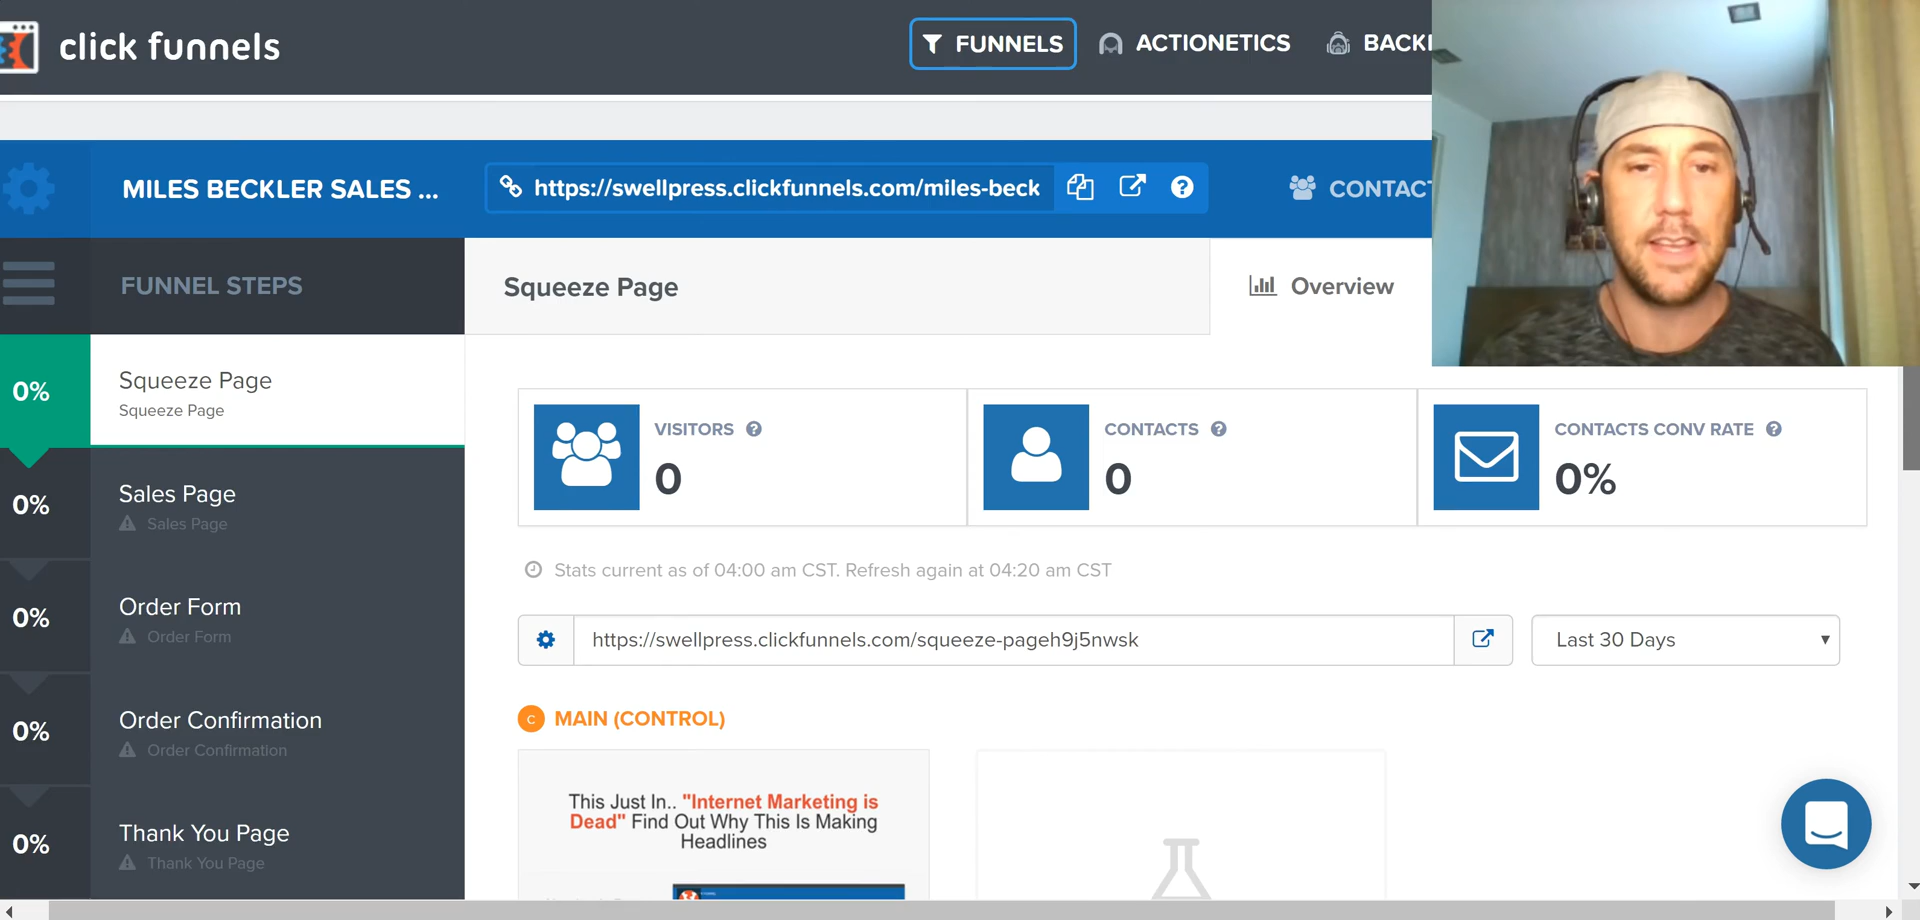 click funnels
FUNNELS
ACTIONETICS
BACK
MILES BECKLER SALES ...
https://swellpress.clickfunnels.com/miles-beck
CONTAC
FUNNEL STEPS
Squeeze Page
Overview
0%
Squeeze Page
Squeeze Page
VISITORS
0
CONTACTS
0
CONTACTS CONV RATE
0%
0%
Sales Page
Sales Page
Stats current as of 04:00 am CST. Refresh again at 04:20 am CST
0%
Order Form
Order Form
https://swellpress.clickfunnels.com/squeeze-pageh9j5nwsk
Last 30 Days
0%
Order Confirmation
Order Confirmation
C MAIN (CONTROL)
0%
Thank You Page
Thank You Page
This Just In.. "Internet Marketing is
Dead" Find Out Why This Is Making
Headlines